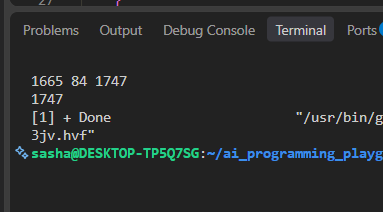 27 {
Problems Output Debug Console Terminal Ports
1665 84 1747
1747
[1] + Done "/usr/bin/g
3jv.hvf"
sasha@DESKTOP-TP5Q7SG:~/ai_programming_playg